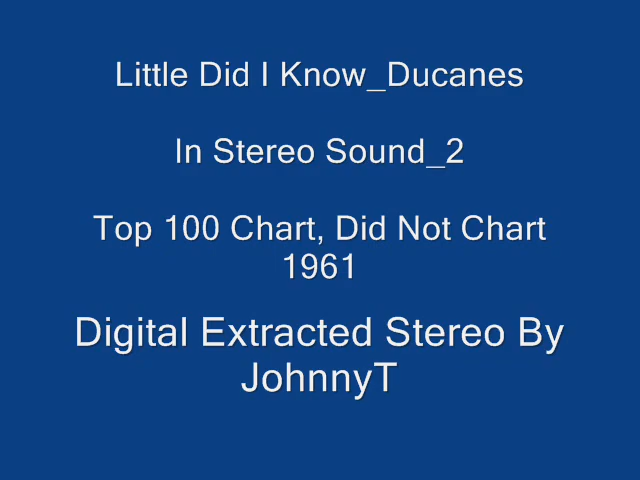 Little Did I Know_Ducanes
In Stereo Sound_2
Top 100 Chart, Did Not Chart
1961
Digital Extracted Stereo By
JohnnyT